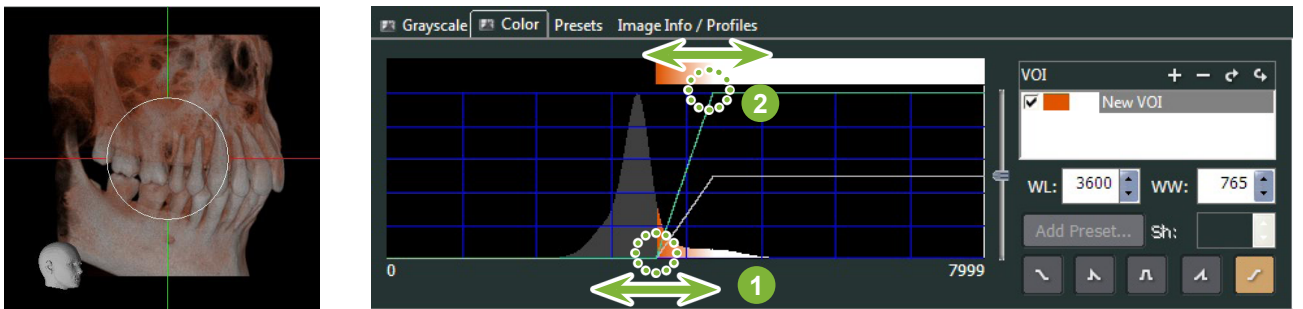 Grayscale Color Presets Image Info / Profiles
2
VOI + -
New VOI
WL: 3600 WW: 765
Add Preset... Sh:
0 7999
1